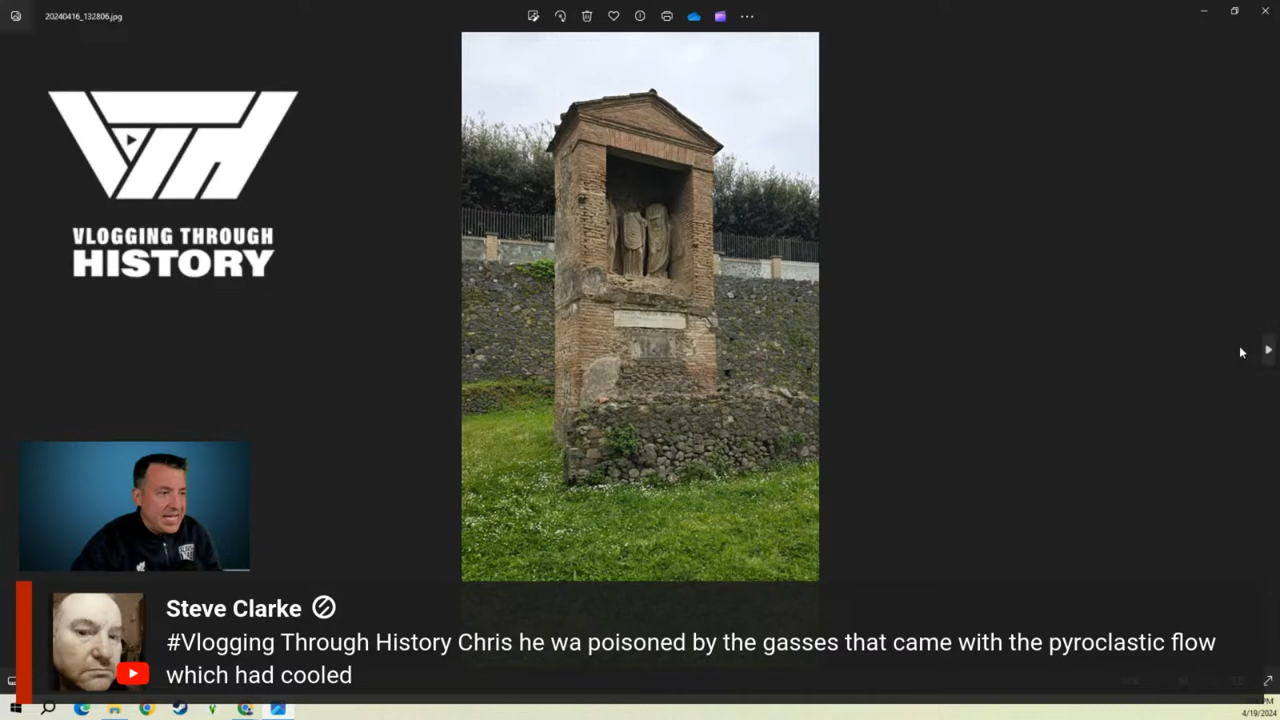 20240416_132806.jpg
VTH
VLOGGING THROUGH
HISTORY
Steve Clarke
#Vlogging Through History Chris he wa poisoned by the gasses that came with the pyroclastic flow
which had cooled
4/19/2024